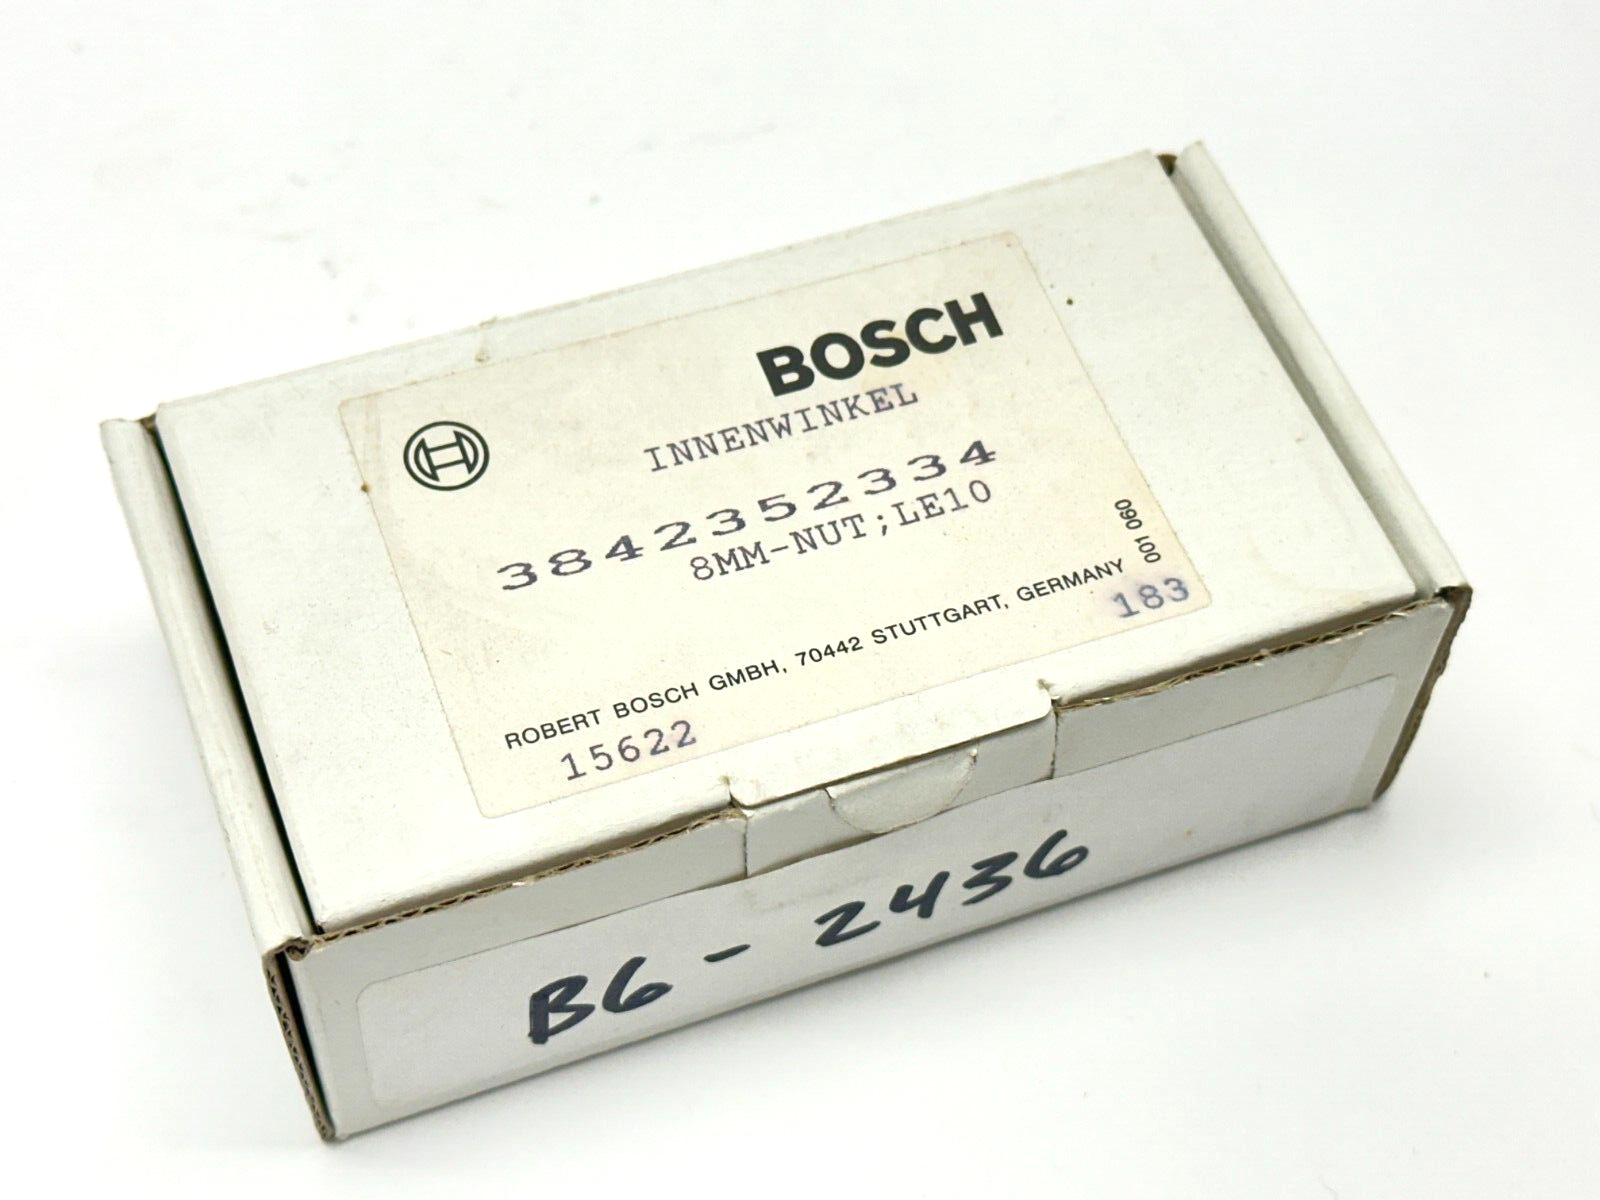 BOSCH
INNENWINKEL
3842352334
8MM-NUT;LE10
001 060
ROBERT BOSCH GMBH, 70442 STUTTGART, GERMANY
183
15622
B6-2436